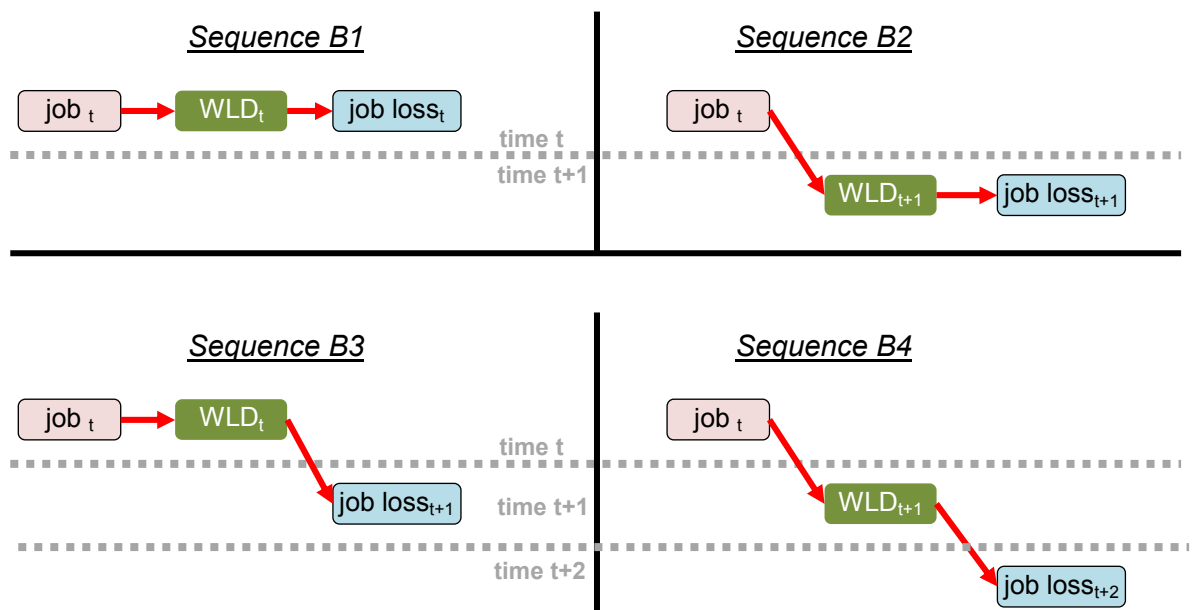 Sequence B1
Sequence B2
job t
WLDt
job losst
job t
time t
time t+1
WLDt+1
job losst+1
Sequence B3
Sequence B4
job t
WLDt
job t
time t
job losst+1
time t+1
WLDt+1
time t+2
job losst+2